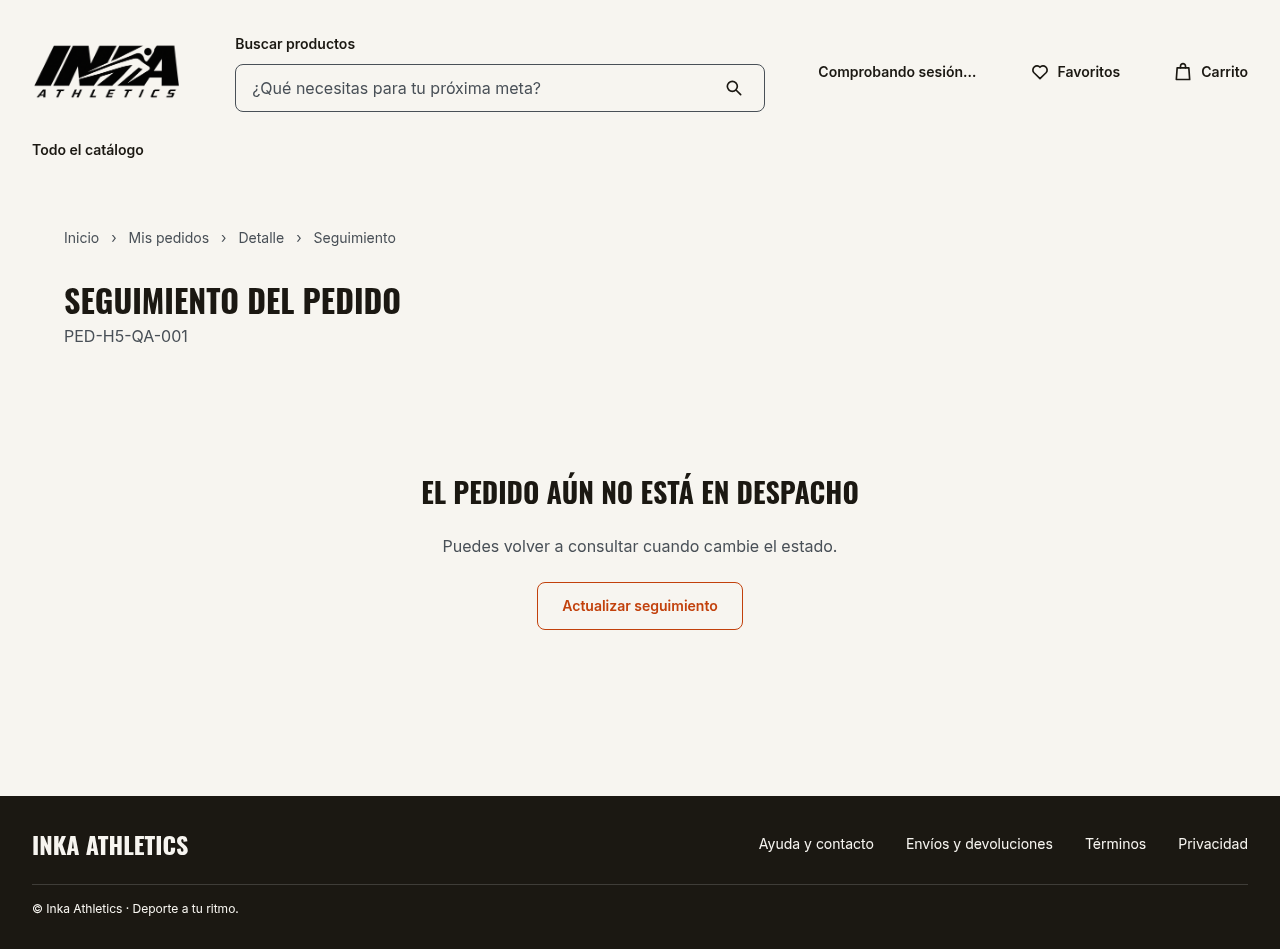 INKA
ATHLETICS
Buscar productos
¿Qué necesitas para tu próxima meta?
Comprobando sesión...
Favoritos
Carrito
Todo el catálogo
Inicio › Mis pedidos › Detalle › Seguimiento
SEGUIMIENTO DEL PEDIDO
PED-H5-QA-001
EL PEDIDO AÚN NO ESTÁ EN DESPACHO
Puedes volver a consultar cuando cambie el estado.
Actualizar seguimiento
INKA ATHLETICS
Ayuda y contacto
Envíos y devoluciones
Términos
Privacidad
© Inka Athletics · Deporte a tu ritmo.